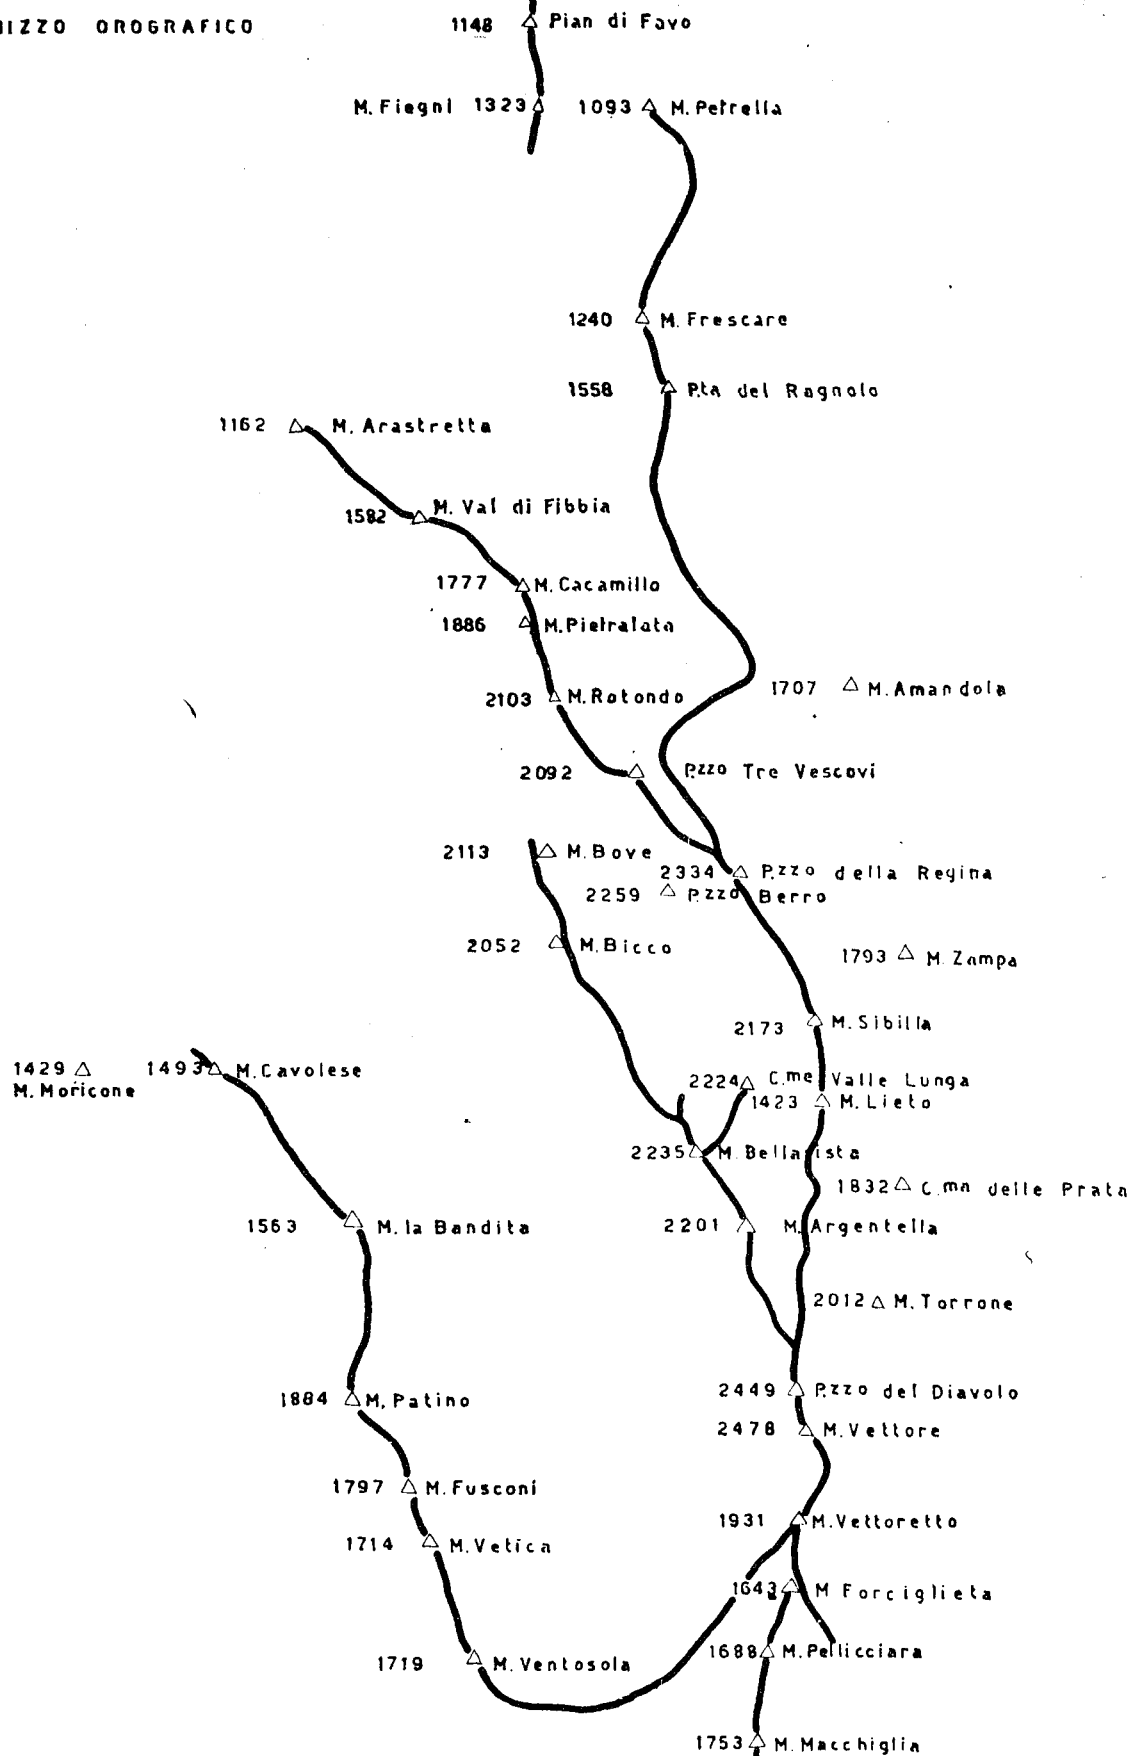 IZZO OROGRAFICO
1148 Pian di Favo
M. Fiegni 1323
1093 M. Petrella
1240 M. Frescare
1558 P.ta del Ragnolo
1162 M. Arastretta
1582 M. Val di Fibbia
1777 M. Cacamillo
1886 M. Pietralata
2103 M. Rotondo
1707 M. Amandola
2092 P.zzo Tre Vescovi
2113 M. Bove
2334 P.zzo della Regina
2259 P.zzo Berro
2052 M. Bicco
1793 M. Zampa
2173 M. Sibilla
1429
M. Moricone
1493 M. Cavolese
2224 C.me Valle Lunga
1423 M. Lieto
2235 M. Bellavista
1832 C.ma delle Prata
1563 M. la Bandita
2201 M. Argentella
2012 M. Torrone
1884 M. Patino
2449 P.zzo del Diavolo
2478 M. Vettore
1797 M. Fusconi
1931 M. Vettoretto
1714 M. Vetica
1643 M Forciglieta
1688 M. Pellicciara
1719 M. Ventosola
1753 M. Macchiglia